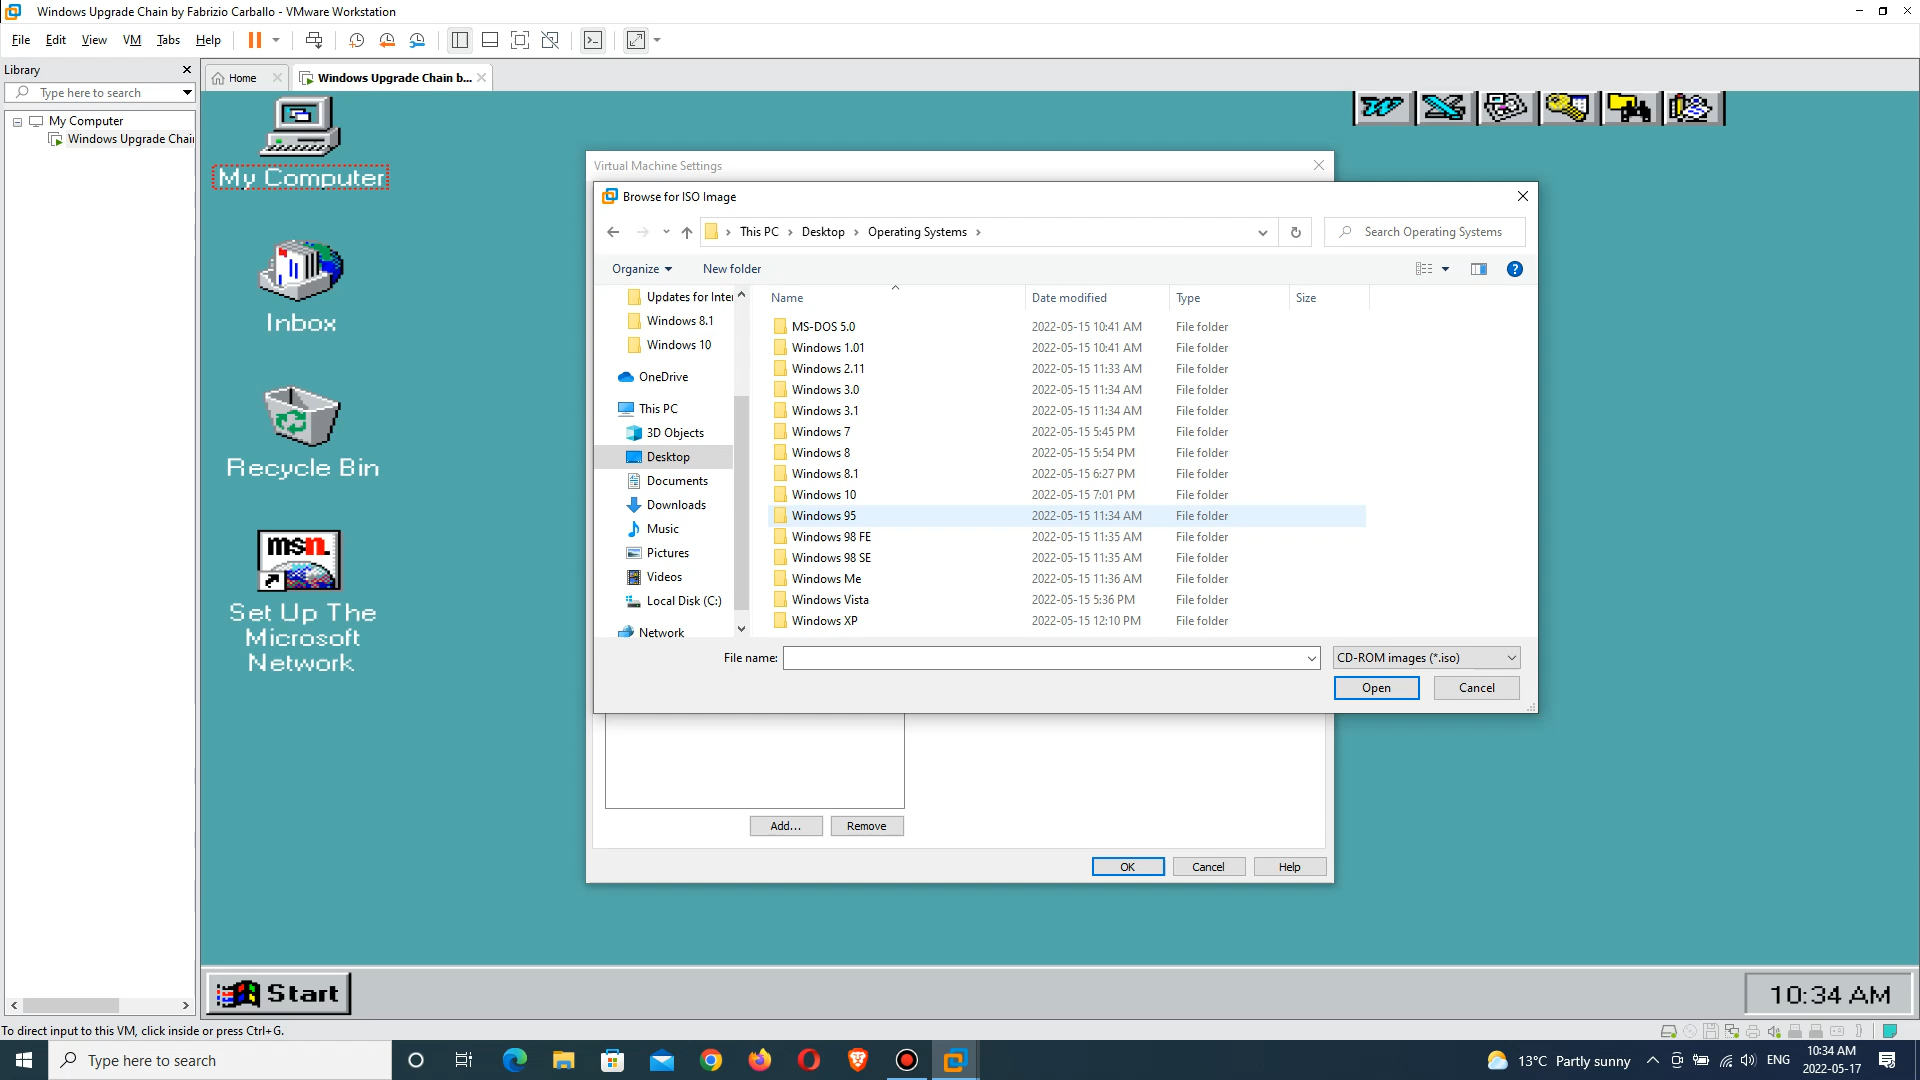 Windows Upgrade Chain by Fabrizio Carballo - VMware Workstation
File Edit View VM Tabs Help
Library
Type here to search
My Computer
Windows Upgrade Chai
Home
Windows Upgrade Chain b...
My Computer
Inbox
Recycle Bin
msn.
Set Up The
Microsoft
Network
Virtual Machine Settings
Browse for ISO Image
This PC > Desktop > Operating Systems >
Search Operating Systems
Organize
New folder
Updates for Inte
Windows 8.1
Windows 10
OneDrive
This PC
3D Objects
Desktop
Documents
Downloads
Music
Pictures
Videos
Local Disk (C:)
Network
Name Date modified Type Size
MS-DOS 5.0 2022-05-15 10:41 AM File folder
Windows 1.01 2022-05-15 10:41 AM File folder
Windows 2.11 2022-05-15 11:33 AM File folder
Windows 3.0 2022-05-15 11:34 AM File folder
Windows 3.1 2022-05-15 11:34 AM File folder
Windows 7 2022-05-15 5:45 PM File folder
Windows 8 2022-05-15 5:54 PM File folder
Windows 8.1 2022-05-15 6:27 PM File folder
Windows 10 2022-05-15 7:01 PM File folder
Windows 95 2022-05-15 11:34 AM File folder
Windows 98 FE 2022-05-15 11:35 AM File folder
Windows 98 SE 2022-05-15 11:35 AM File folder
Windows Me 2022-05-15 11:36 AM File folder
Windows Vista 2022-05-15 5:36 PM File folder
Windows XP 2022-05-15 12:10 PM File folder
File name:
CD-ROM images (*.iso)
Open
Cancel
Add...
Remove
OK
Cancel
Help
Start
10:34 AM
To direct input to this VM, click inside or press Ctrl+G.
Type here to search
13°C Partly sunny
ENG
10:34 AM
2022-05-17